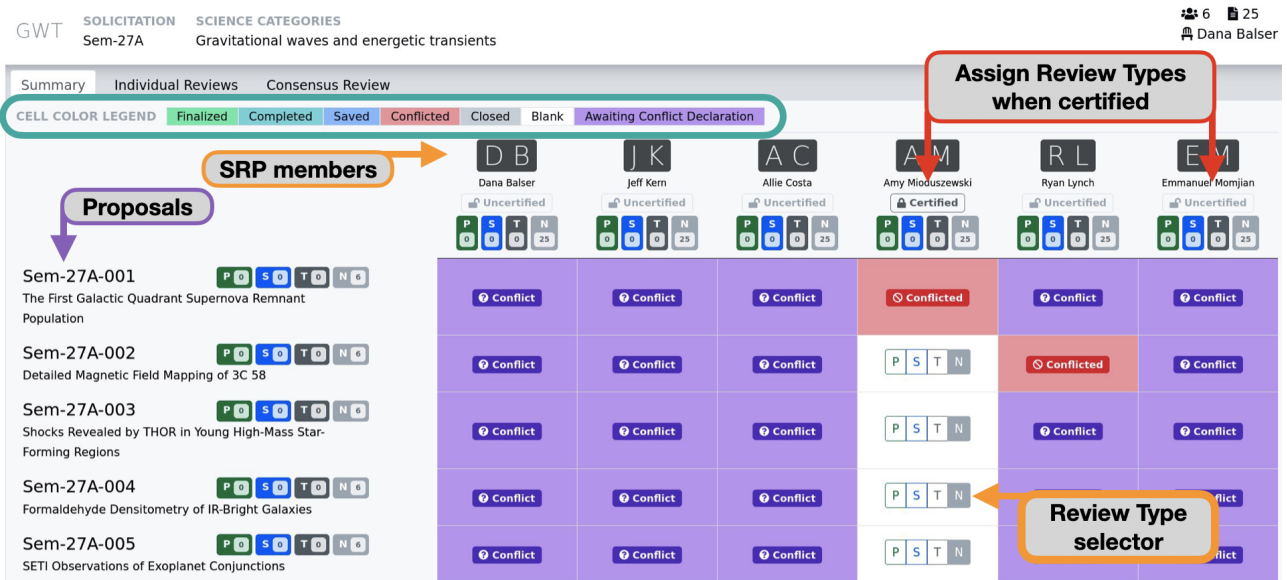 GWT
SOLICITATION SCIENCE CATEGORIES
Sem-27A Gravitational waves and energetic transients
6 25
Dana Balser
Summary Individual Reviews Consensus Review
Assign Review Types
when certified
CELL COLOR LEGEND Finalized Completed Saved Conflicted Closed Blank Awaiting Conflict Declaration
SRP members
Proposals
D B J K A C A M R L E M
Dana Balser Jeff Kern Allie Costa Amy Mioduszewski Ryan Lynch Emmanuel Momjian
Uncertified Uncertified Uncertified Certified Uncertified Uncertified
P S T N P S T N P S T N P S T N P S T N P S T N
0 0 0 25 0 0 0 25 0 0 0 25 0 0 0 25 0 0 0 25 0 0 0 25
Sem-27A-001 P 0 S 0 T 0 N 6
The First Galactic Quadrant Supernova Remnant
Population
Conflict Conflict Conflict Conflicted Conflict Conflict
Sem-27A-002 P 0 S 0 T 0 N 6
Detailed Magnetic Field Mapping of 3C 58
Conflict Conflict Conflict P S T N Conflicted Conflict
Sem-27A-003 P 0 S 0 T 0 N 6
Shocks Revealed by THOR in Young High-Mass Star-
Forming Regions
Conflict Conflict Conflict P S T N Conflict Conflict
Sem-27A-004 P 0 S 0 T 0 N 6
Formaldehyde Densitometry of IR-Bright Galaxies
Conflict Conflict Conflict P S T N
Review Type
selector
Sem-27A-005 P 0 S 0 T 0 N 6
SETI Observations of Exoplanet Conjunctions
Conflict Conflict Conflict P S T N